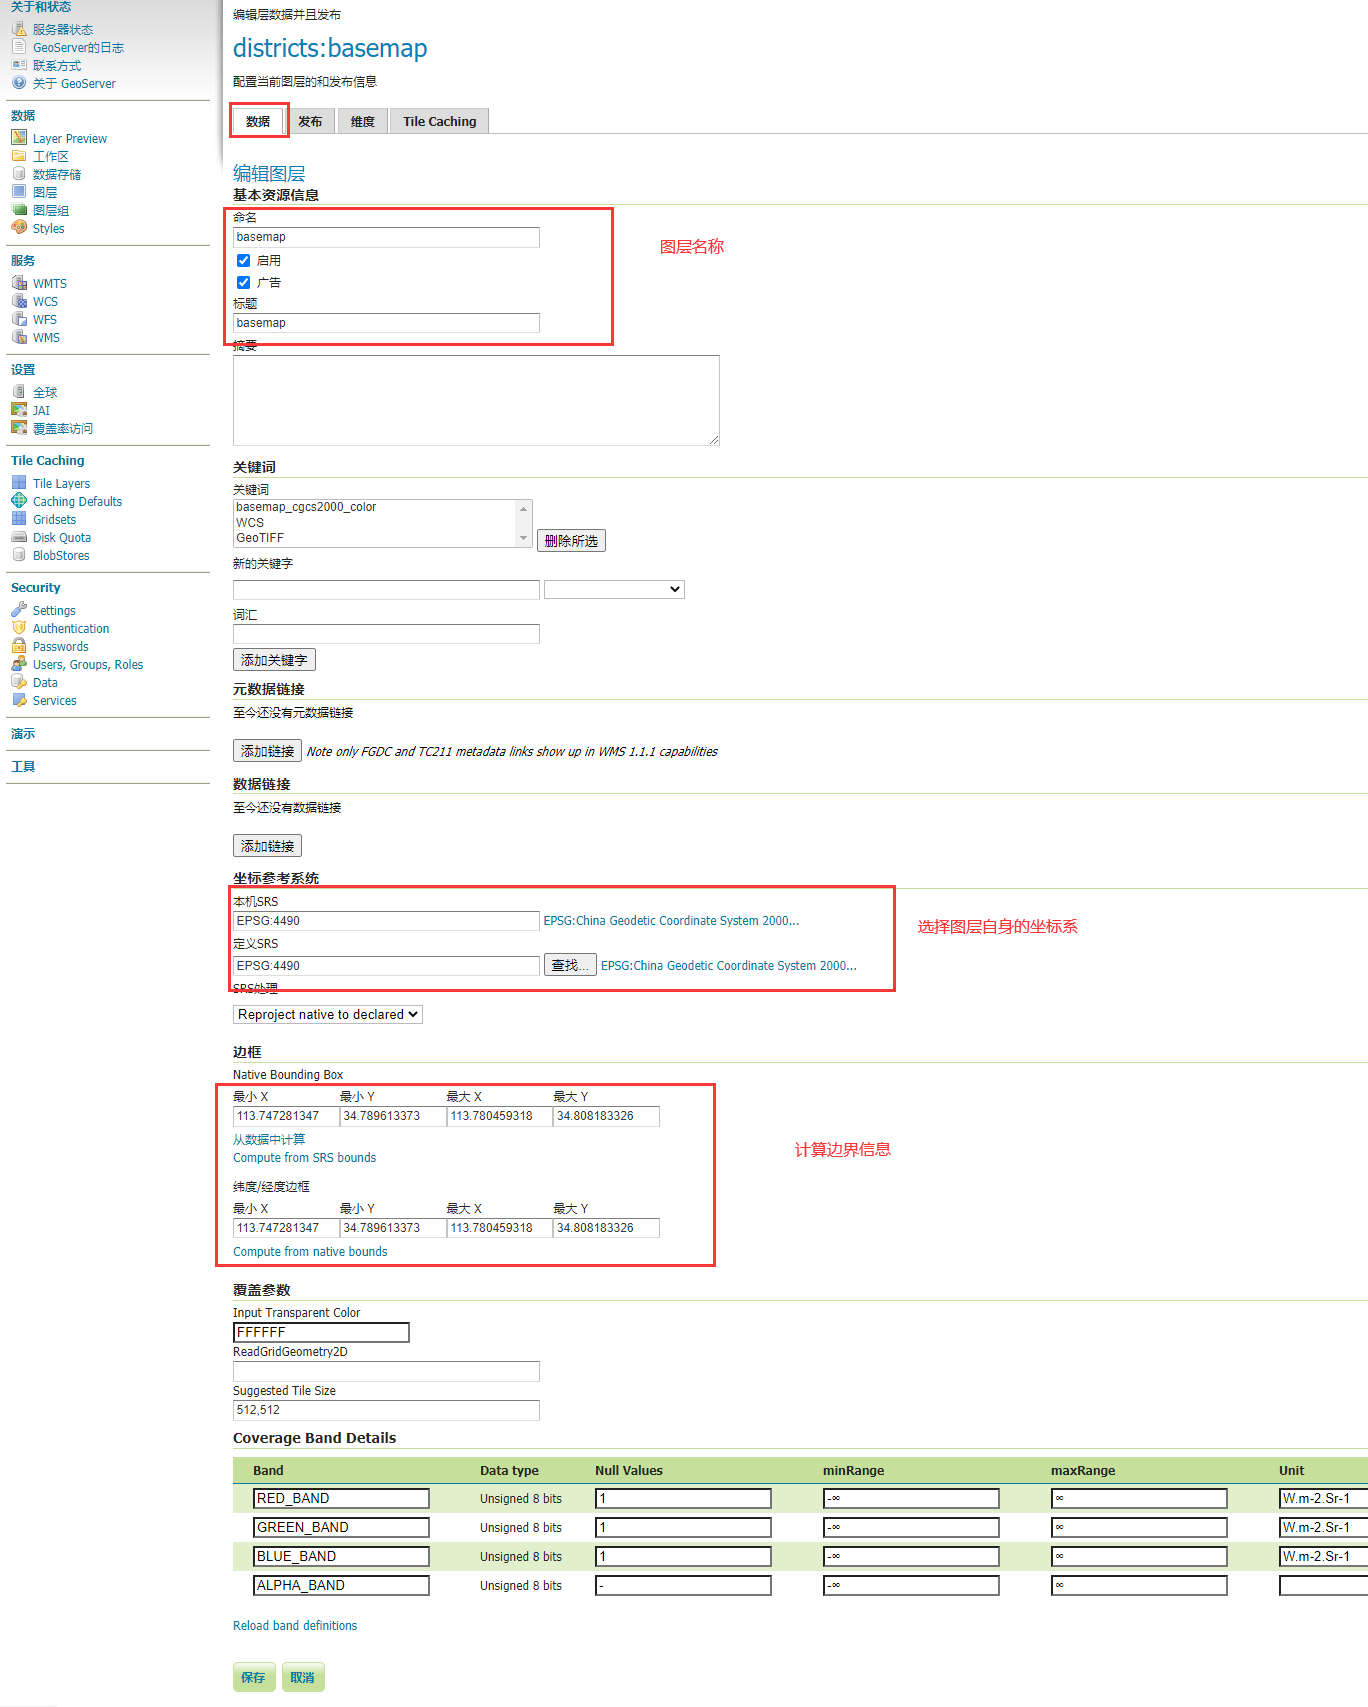 关于和状态
服务器状态
GeoServer的日志
联系方式
关于 GeoServer
数据
Layer Preview
工作区
数据存储
图层
图层组
Styles
服务
WMTS
WCS
WFS
WMS
设置
全球
JAI
覆盖率访问
Tile Caching
Tile Layers
Caching Defaults
Gridsets
Disk Quota
BlobStores
Security
Settings
Authentication
Passwords
Users, Groups, Roles
Data
Services
演示
工具
编辑层数据并且发布
districts:basemap
配置当前图层的和发布信息
数据 发布 维度 Tile Caching
编辑图层
基本资源信息
命名
basemap
图层名称
启用
广告
标题
basemap
摘要
关键词
关键词
basemap_cgcs2000_color
WCS
GeoTIFF
删除所选
新的关键字
词汇
添加关键字
元数据链接
至今还没有元数据链接
添加链接 Note only FGDC and TC211 metadata links show up in WMS 1.1.1 capabilities
数据链接
至今还没有数据链接
添加链接
坐标参考系统
本机SRS
EPSG:4490 EPSG:China Geodetic Coordinate System 2000...
选择图层自身的坐标系
定义SRS
EPSG:4490 查找... EPSG:China Geodetic Coordinate System 2000...
SRS处理
Reproject native to declared
边框
Native Bounding Box
最小 X 最小 Y 最大 X 最大 Y
113.747281347 34.789613373 113.780459318 34.808183326
从数据中计算
计算边界信息
Compute from SRS bounds
纬度/经度边框
最小 X 最小 Y 最大 X 最大 Y
113.747281347 34.789613373 113.780459318 34.808183326
Compute from native bounds
覆盖参数
Input Transparent Color
FFFFFF
ReadGridGeometry2D
Suggested Tile Size
512,512
Coverage Band Details
Band Data type Null Values minRange maxRange Unit
RED_BAND Unsigned 8 bits 1 -∞ ∞ W.m-2.Sr-1
GREEN_BAND Unsigned 8 bits 1 -∞ ∞ W.m-2.Sr-1
BLUE_BAND Unsigned 8 bits 1 -∞ ∞ W.m-2.Sr-1
ALPHA_BAND Unsigned 8 bits - -∞ ∞
Reload band definitions
保存 取消